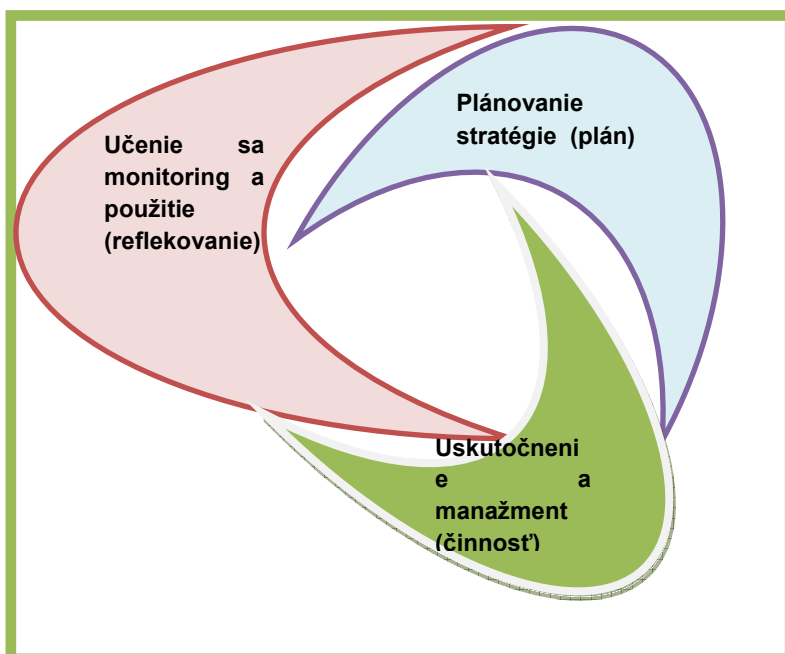 Učenie sa
monitoring a
použitie
(reflekovanie)
Plánovanie
stratégie (plán)
Uskutočneni
e a
manažment
(činnosť)